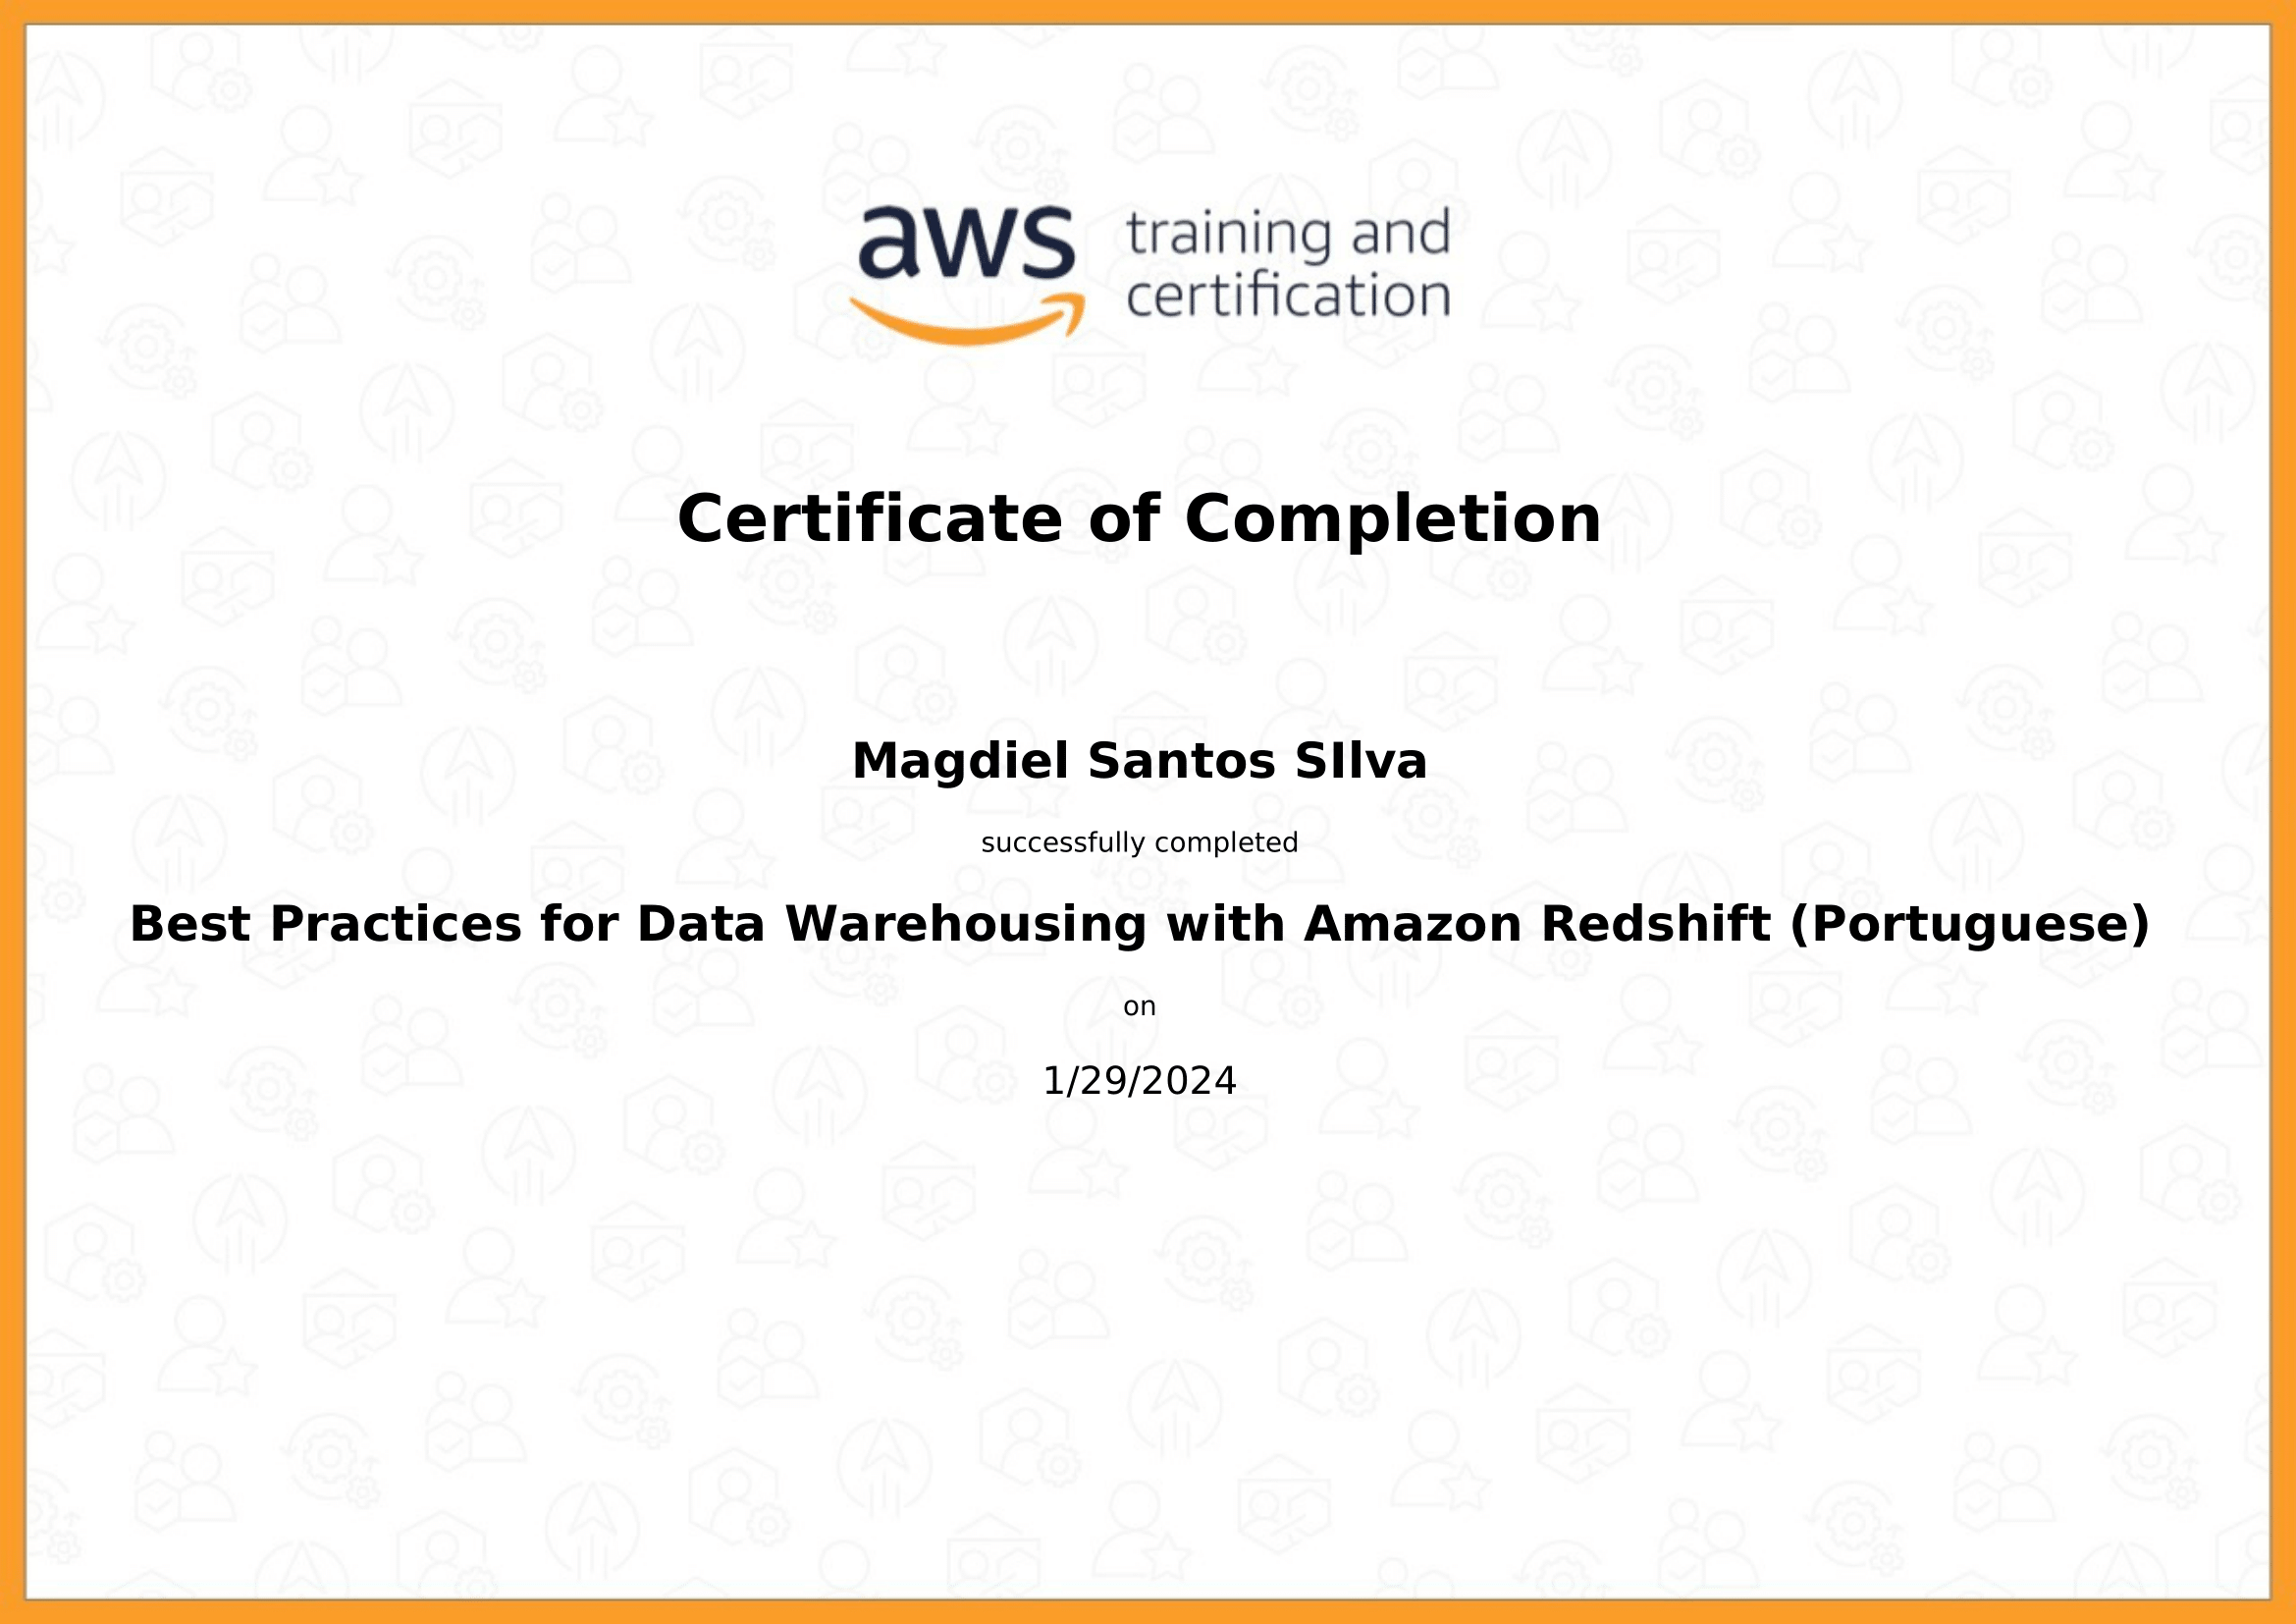 aws training and
certification
Certificate of Completion
Magdiel Santos SIlva
successfully completed
Best Practices for Data Warehousing with Amazon Redshift (Portuguese)
on
1/29/2024